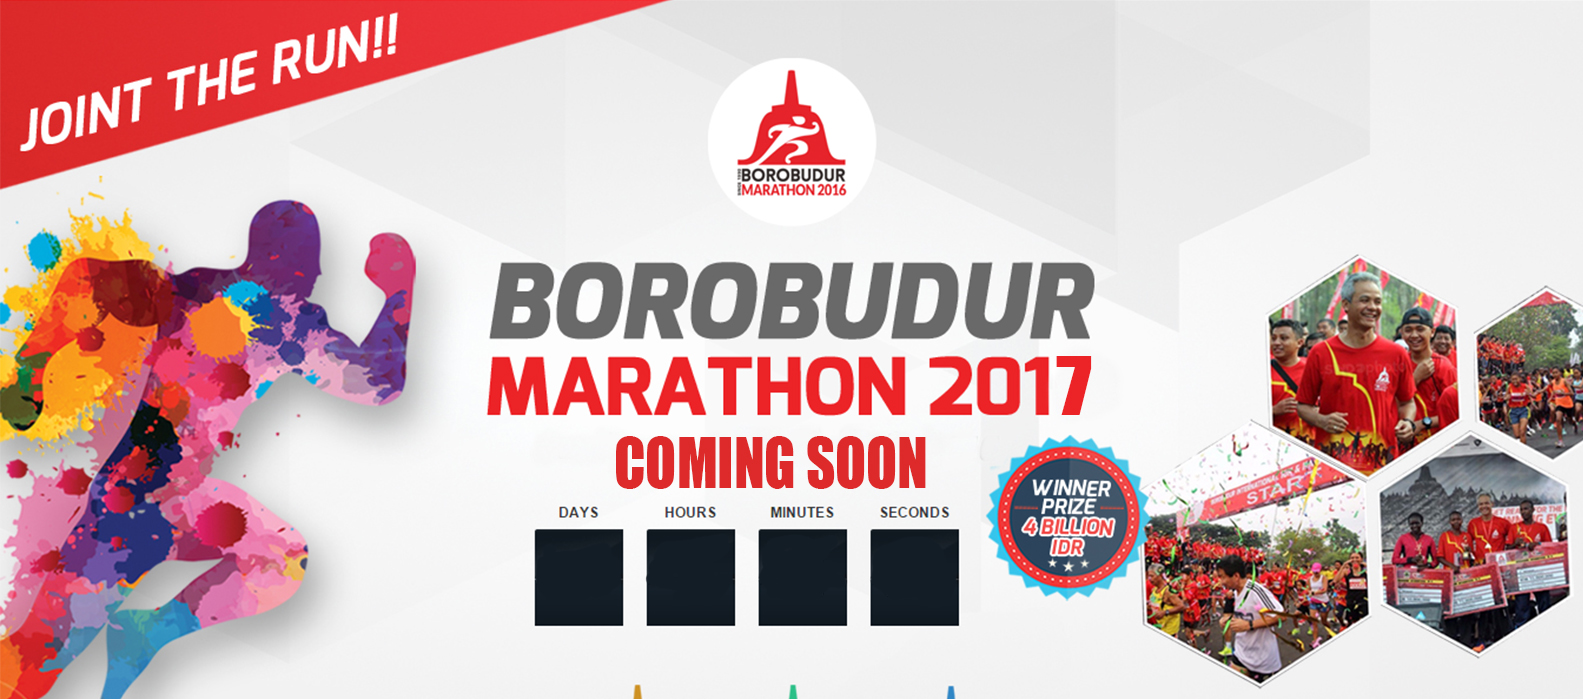 JOINT THE RUN!!
BOROBUDUR
MARATHON 2016
BOROBUDUR
MARATHON 2017
COMING SOON
DAYS HOURS MINUTES SECONDS
WINNER
PRIZE
4 BILLION
IDR
START